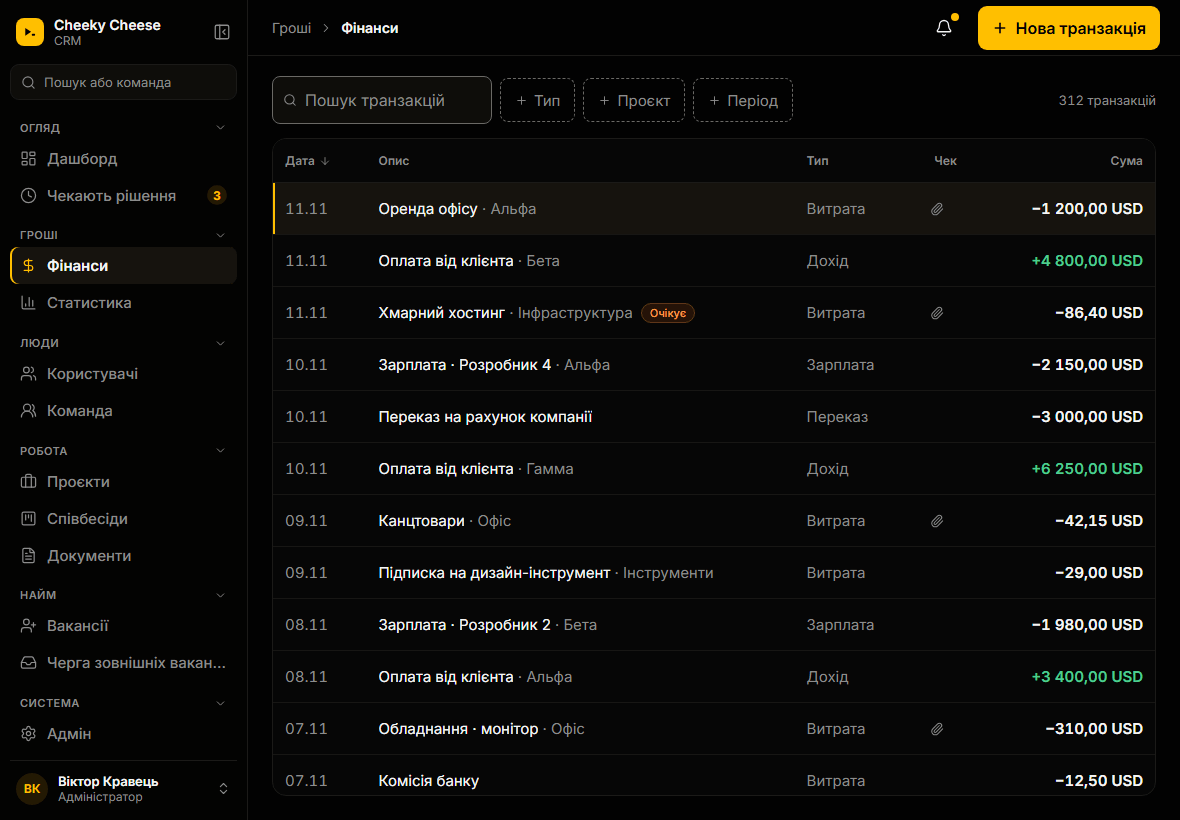 Cheeky Cheese
CRM
Пошук або команда
ОГЛЯД
Дашборд
Чекають рішення 3
ГРОШІ
Фінанси
Статистика
ЛЮДИ
Користувачі
Команда
РОБОТА
Проєкти
Співбесіди
Документи
НАЙМ
Вакансії
Черга зовнішніх вакан...
СИСТЕМА
Адмін
ВК
Віктор Кравець
Адміністратор
Гроші > Фінанси
+ Нова транзакція
Пошук транзакцій
+ Тип
+ Проєкт
+ Період
312 транзакцій
Дата ↓ Опис Тип Чек Сума
11.11 Оренда офісу · Альфа Витрата −1 200,00 USD
11.11 Оплата від клієнта · Бета Дохід +4 800,00 USD
11.11 Хмарний хостинг · Інфраструктура Очікує Витрата −86,40 USD
10.11 Зарплата · Розробник 4 · Альфа Зарплата −2 150,00 USD
10.11 Переказ на рахунок компанії Переказ −3 000,00 USD
10.11 Оплата від клієнта · Гамма Дохід +6 250,00 USD
09.11 Канцтовари · Офіс Витрата −42,15 USD
09.11 Підписка на дизайн-інструмент · Інструменти Витрата −29,00 USD
08.11 Зарплата · Розробник 2 · Бета Зарплата −1 980,00 USD
08.11 Оплата від клієнта · Альфа Дохід +3 400,00 USD
07.11 Обладнання · монітор · Офіс Витрата −310,00 USD
07.11 Комісія банку Витрата −12,50 USD